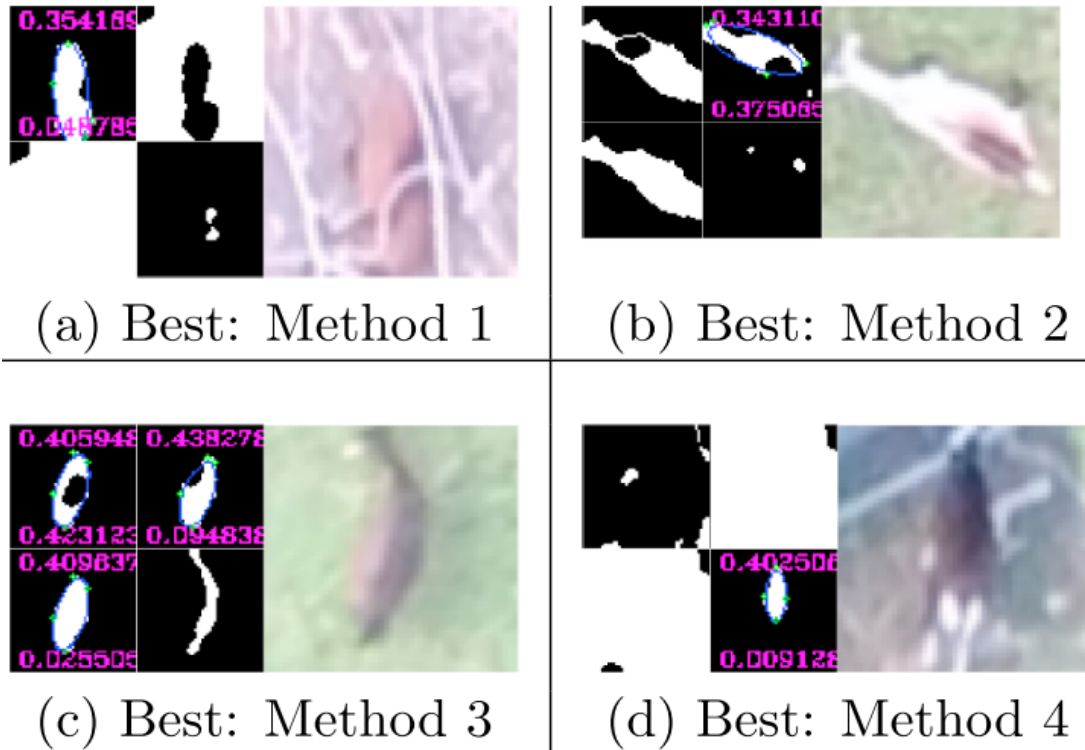 0.354169
0.048785
(a) Best: Method 1
0.343110
0.375065
(b) Best: Method 2
0.405948 0.438278
0.423123 0.094838
0.409637
0.025505
(c) Best: Method 3
0.402506
0.009128
(d) Best: Method 4